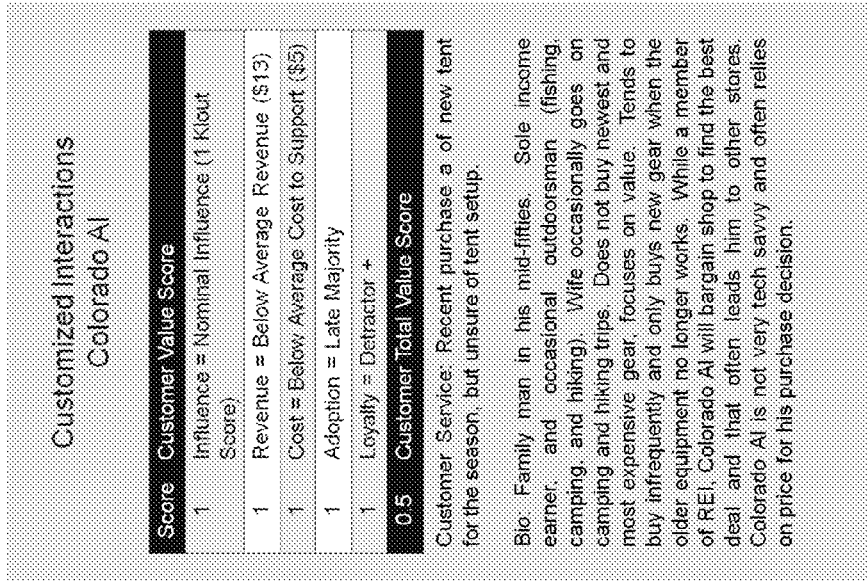 Customized Interactions
Colorado Al
Score Customer Value Score
1 Influence = Nominal Influence (1 Klout
Score)
1 Revenue = Below Average Revenue ($13)
1 Cost = Below Average Cost to Support ($5)
1 Adoption = Late Majority
1 Loyalty = Detractor +
0.5 Customer Total Value Score
Customer Service: Recent purchase a of new tent
for the season, but unsure of tent setup.
Bio: Family man in his mid-fifties. Sole income
earner, and occasional outdoorsman (fishing,
camping, and hiking). Wife occasionally goes on
camping and hiking trips. Does not buy newest and
most expensive gear, focuses on value. Tends to
buy infrequently and only buys new gear when the
older equipment no longer works. While a member
of REI, Colorado Al will bargain shop to find the best
deal and that often leads him to other stores.
Colorado Al is not very tech savvy and often relies
on price for his purchase decision.